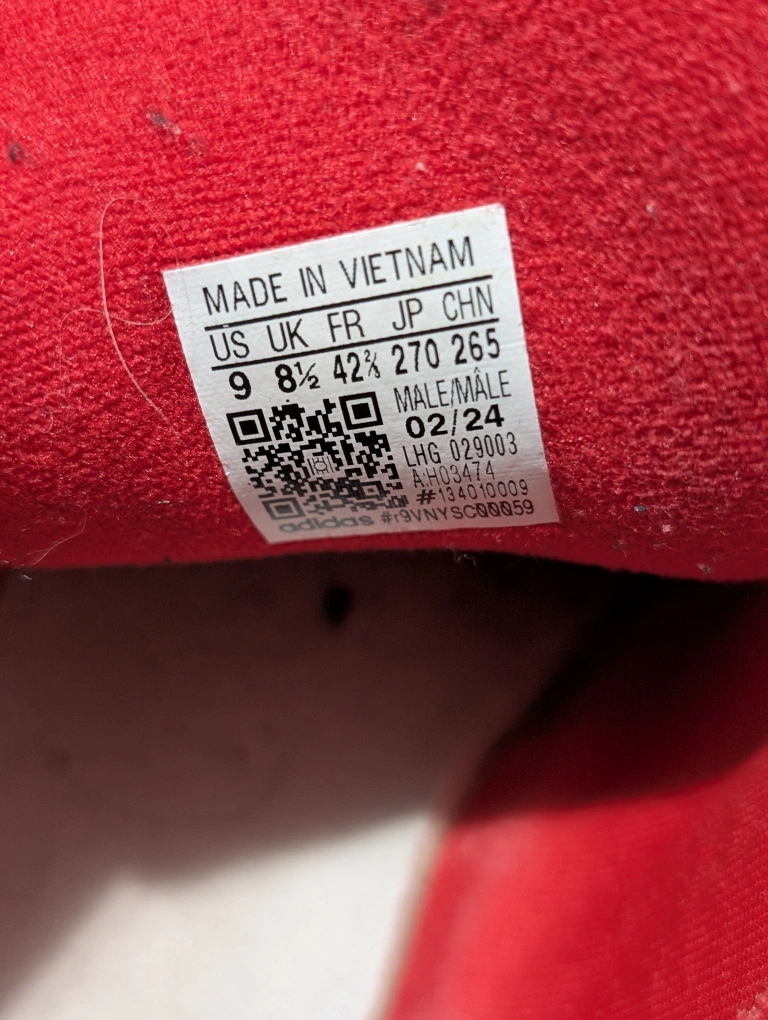 MADE IN VIETNAM
US UK FR JP CHN
9 8½ 42⅔ 270 265
MALE/MÂLE
02/24
LHG 029003
A:H03474
#134010009
adidas #r9VNYSC00059